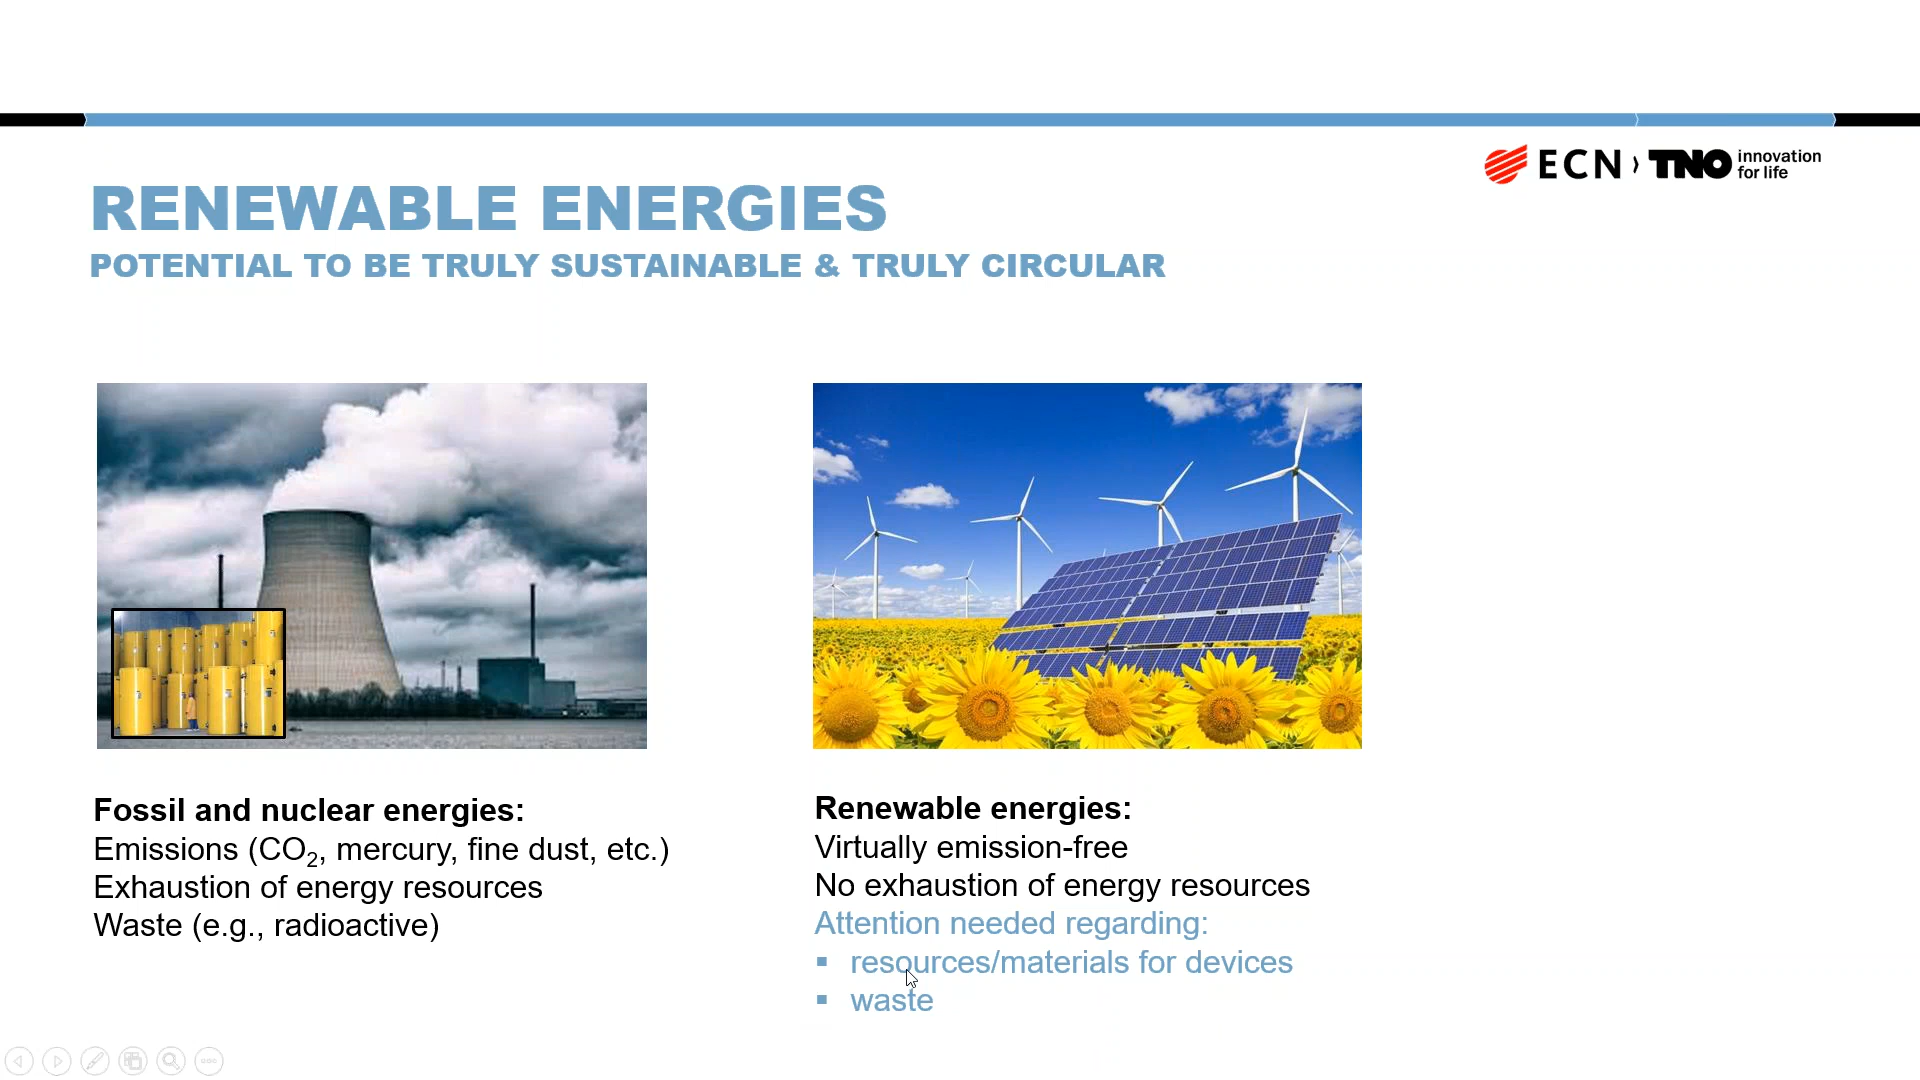 ECN › TNO innovation
for life
RENEWABLE ENERGIES
POTENTIAL TO BE TRULY SUSTAINABLE & TRULY CIRCULAR
Fossil and nuclear energies:
Emissions (CO₂, mercury, fine dust, etc.)
Exhaustion of energy resources
Waste (e.g., radioactive)
Renewable energies:
Virtually emission-free
No exhaustion of energy resources
Attention needed regarding:
▪ resources/materials for devices
▪ waste